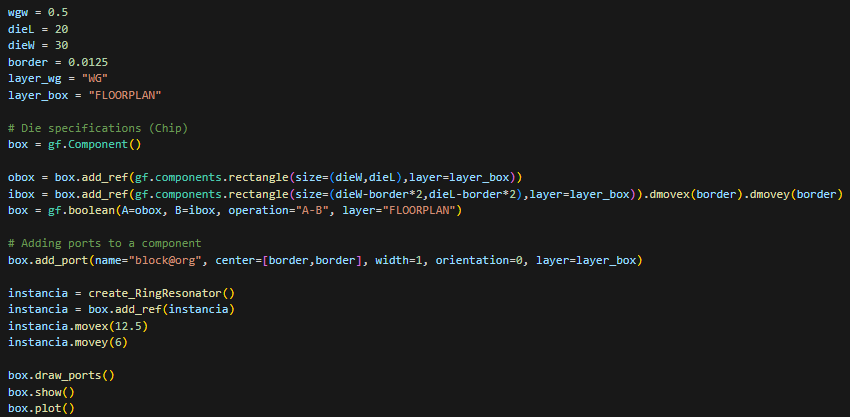 wgw = 0.5
dieL = 20
dieW = 30
border = 0.0125
layer_wg = "WG"
layer_box = "FLOORPLAN"
# Die specifications (Chip)
box = gf.Component()
obox = box.add_ref(gf.components.rectangle(size=(dieW,dieL),layer=layer_box))
ibox = box.add_ref(gf.components.rectangle(size=(dieW-border*2,dieL-border*2),layer=layer_box)).dmovex(border).dmovey(border)
box = gf.boolean(A=obox, B=ibox, operation="A-B", layer="FLOORPLAN")
# Adding ports to a component
box.add_port(name="block@org", center=[border,border], width=1, orientation=0, layer=layer_box)
instancia = create_RingResonator()
instancia = box.add_ref(instancia)
instancia.movex(12.5)
instancia.movey(6)
box.draw_ports()
box.show()
box.plot()